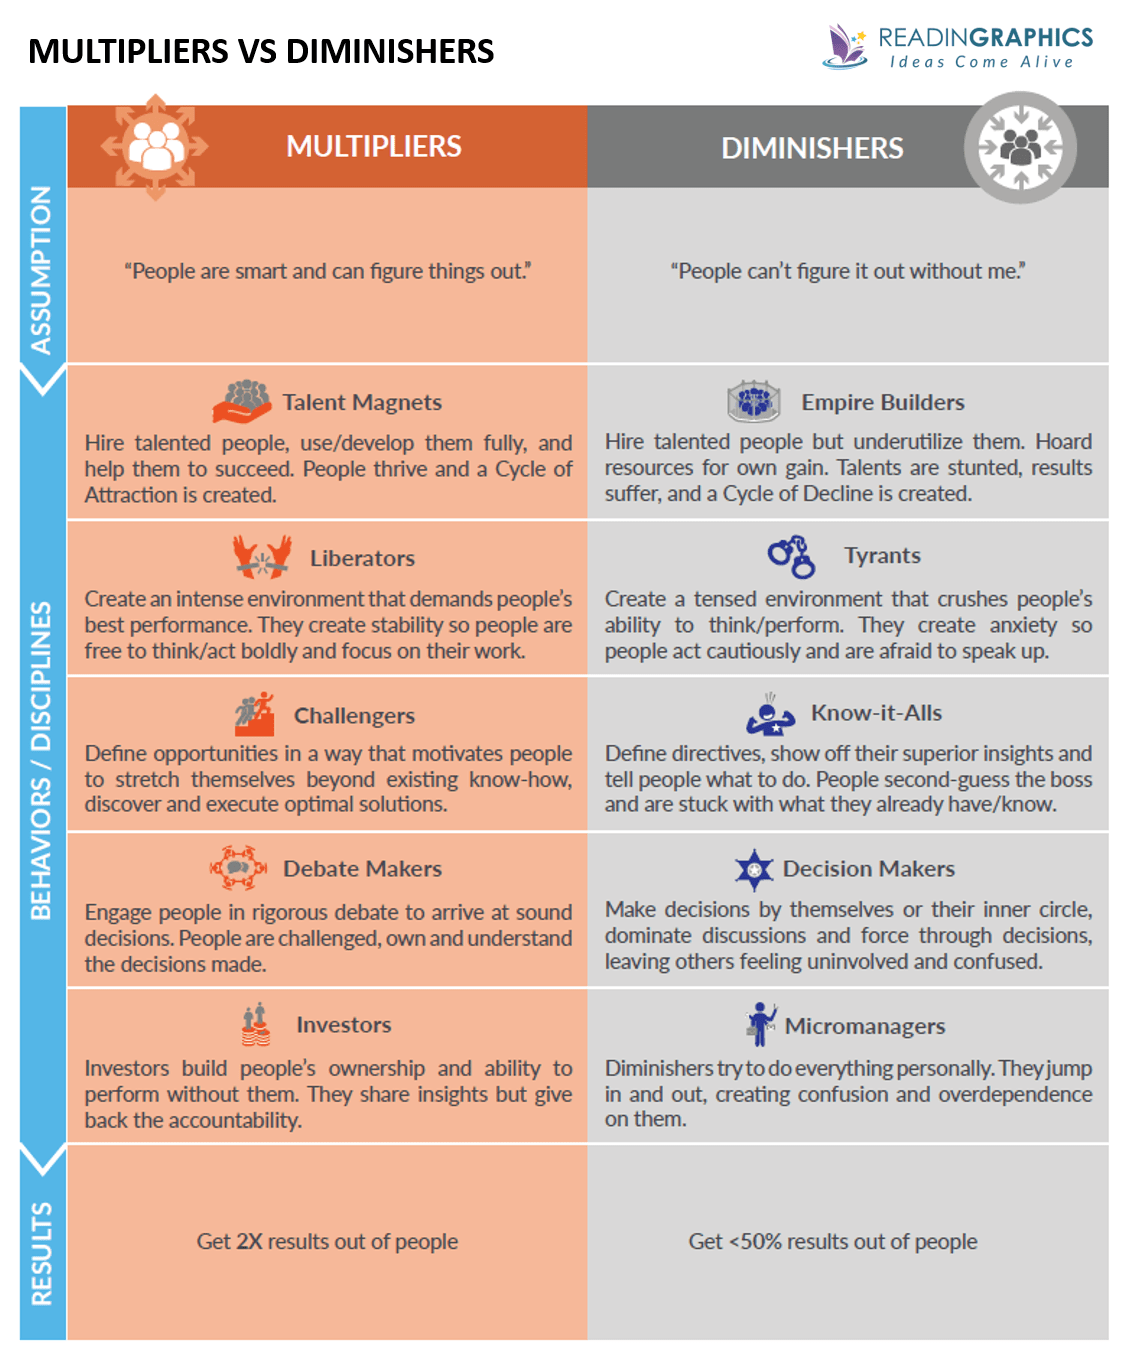 MULTIPLIERS VS DIMINISHERS
READINGRAPHICS
Ideas Come Alive
ASSUMPTION
MULTIPLIERS
DIMINISHERS
“People are smart and can figure things out.”
“People can’t figure it out without me.”
BEHAVIORS / DISCIPLINES
Talent Magnets
Hire talented people, use/develop them fully, and
help them to succeed. People thrive and a Cycle of
Attraction is created.
Empire Builders
Hire talented people but underutilize them. Hoard
resources for own gain. Talents are stunted, results
suffer, and a Cycle of Decline is created.
Liberators
Create an intense environment that demands people’s
best performance. They create stability so people are
free to think/act boldly and focus on their work.
Tyrants
Create a tensed environment that crushes people’s
ability to think/perform. They create anxiety so
people act cautiously and are afraid to speak up.
Challengers
Define opportunities in a way that motivates people
to stretch themselves beyond existing know-how,
discover and execute optimal solutions.
Know-it-Alls
Define directives, show off their superior insights and
tell people what to do. People second-guess the boss
and are stuck with what they already have/know.
Debate Makers
Engage people in rigorous debate to arrive at sound
decisions. People are challenged, own and understand
the decisions made.
Decision Makers
Make decisions by themselves or their inner circle,
dominate discussions and force through decisions,
leaving others feeling uninvolved and confused.
Investors
Investors build people’s ownership and ability to
perform without them. They share insights but give
back the accountability.
Micromanagers
Diminishers try to do everything personally. They jump
in and out, creating confusion and overdependence
on them.
RESULTS
Get 2X results out of people
Get <50% results out of people